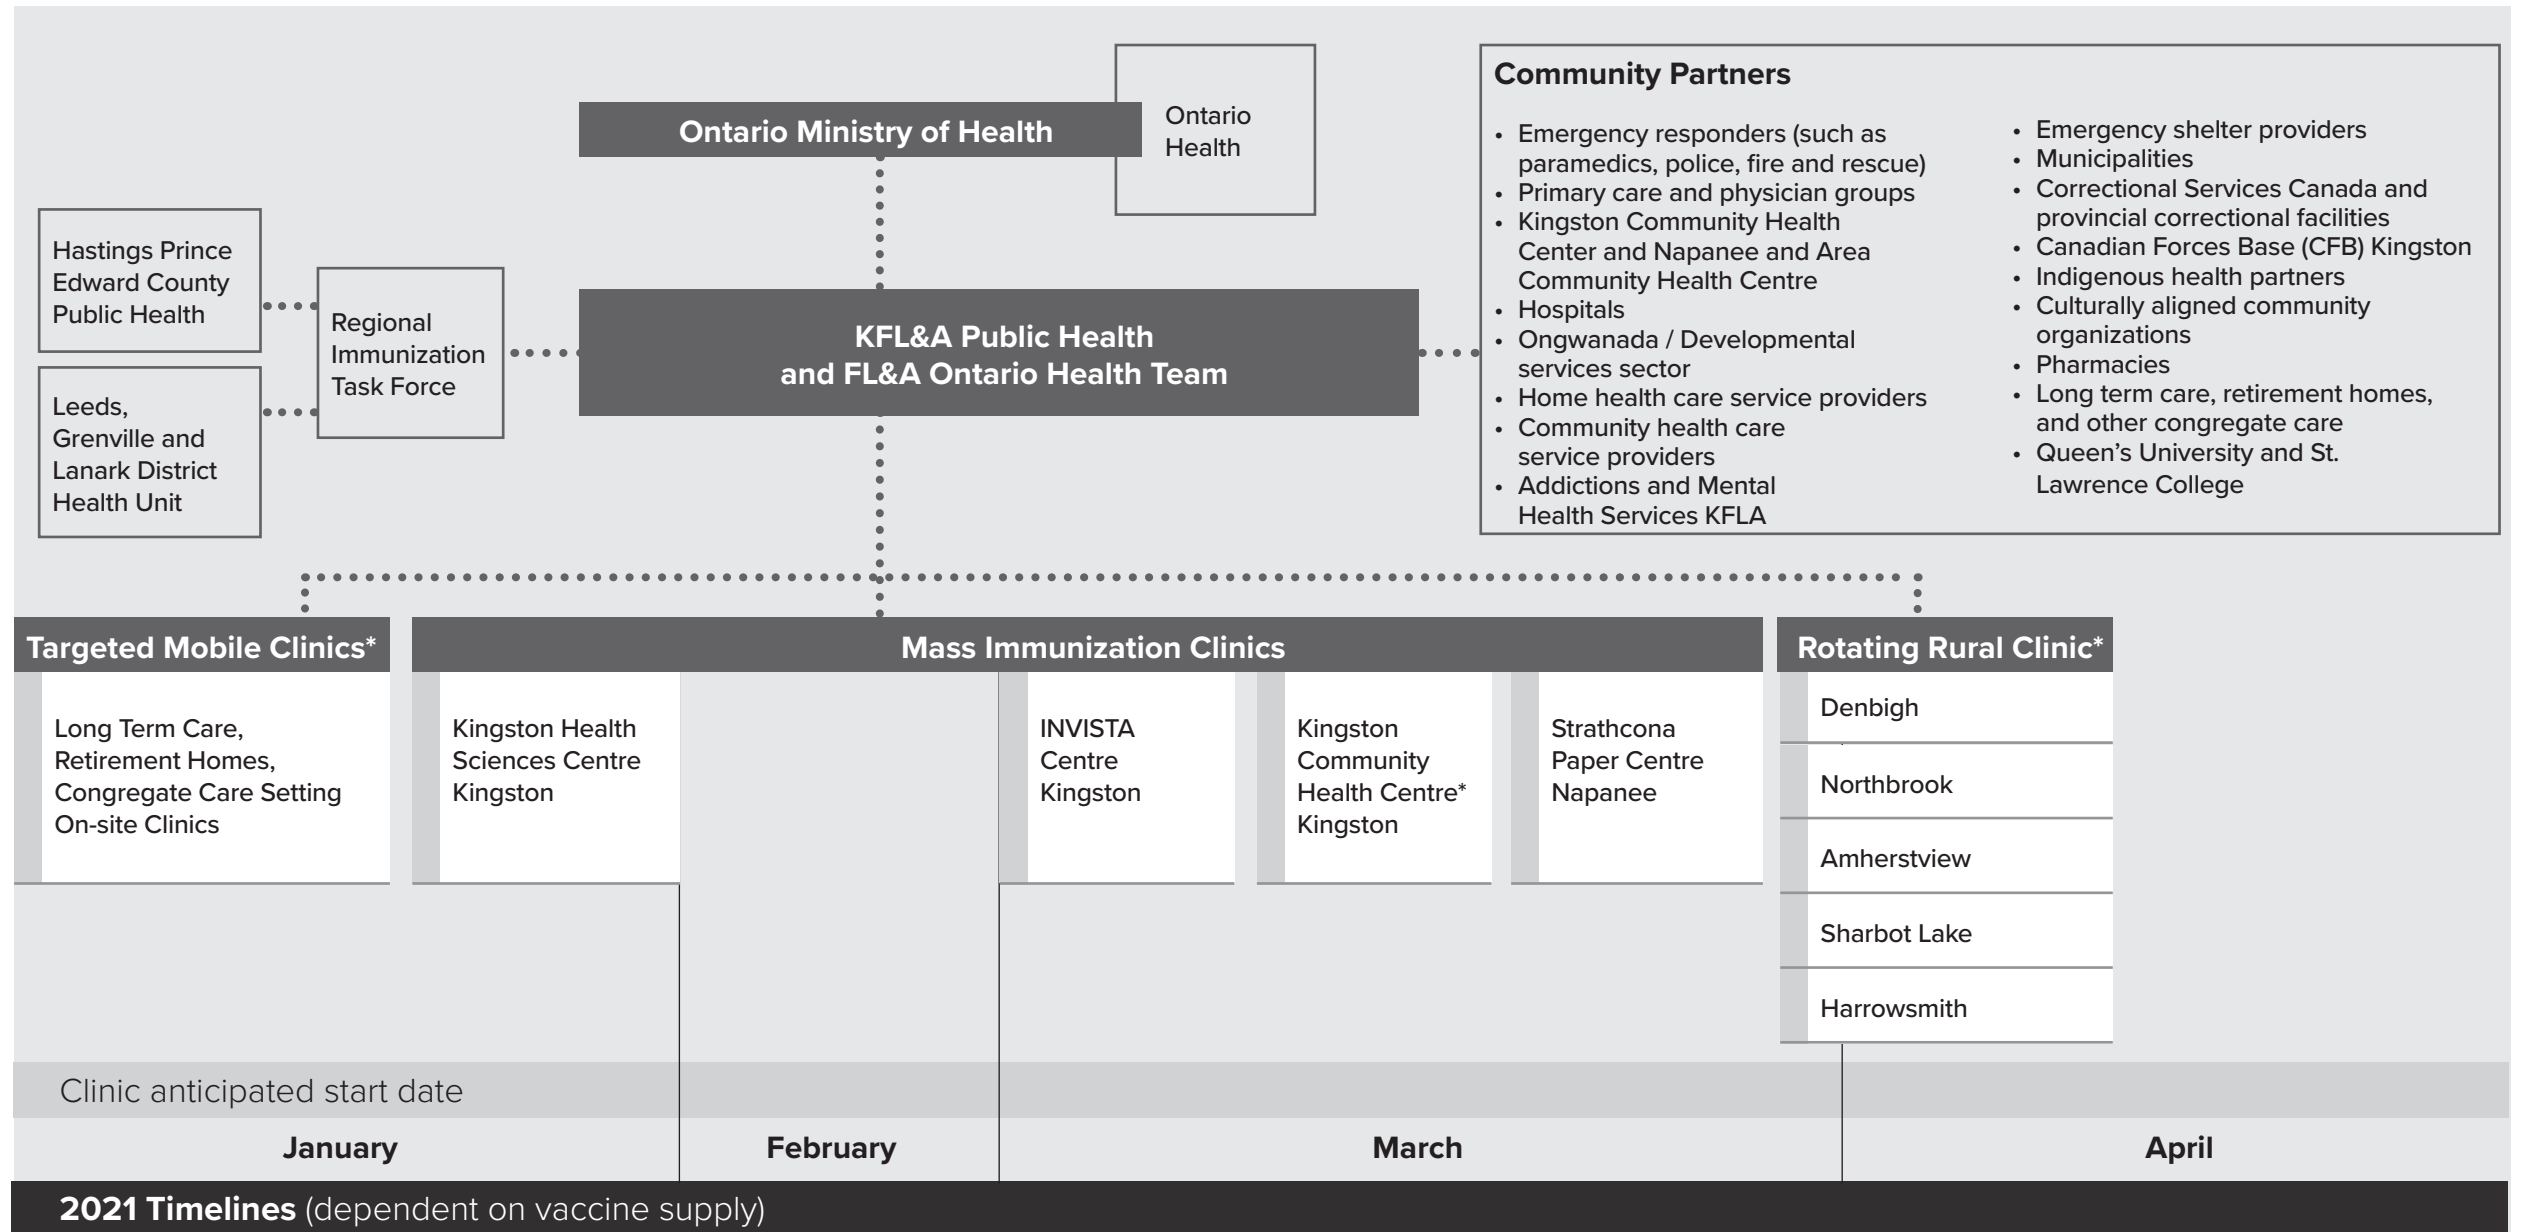 Ontario Ministry of Health
Ontario
Health
Hastings Prince
Edward County
Public Health
Leeds,
Grenville and
Lanark District
Health Unit
Regional
Immunization
Task Force
KFL&A Public Health
and FL&A Ontario Health Team
Community Partners
• Emergency responders (such as
paramedics, police, fire and rescue)
• Primary care and physician groups
• Kingston Community Health
Center and Napanee and Area
Community Health Centre
• Hospitals
• Ongwanada / Developmental
services sector
• Home health care service providers
• Community health care
service providers
• Addictions and Mental
Health Services KFLA
• Emergency shelter providers
• Municipalities
• Correctional Services Canada and
provincial correctional facilities
• Canadian Forces Base (CFB) Kingston
• Indigenous health partners
• Culturally aligned community
organizations
• Pharmacies
• Long term care, retirement homes,
and other congregate care
• Queen's University and St.
Lawrence College
Targeted Mobile Clinics*
Long Term Care,
Retirement Homes,
Congregate Care Setting
On-site Clinics
Mass Immunization Clinics
Kingston Health
Sciences Centre
Kingston
INVISTA
Centre
Kingston
Kingston
Community
Health Centre*
Kingston
Strathcona
Paper Centre
Napanee
Rotating Rural Clinic*
Denbigh
Northbrook
Amherstview
Sharbot Lake
Harrowsmith
Clinic anticipated start date
January February March April
2021 Timelines (dependent on vaccine supply)